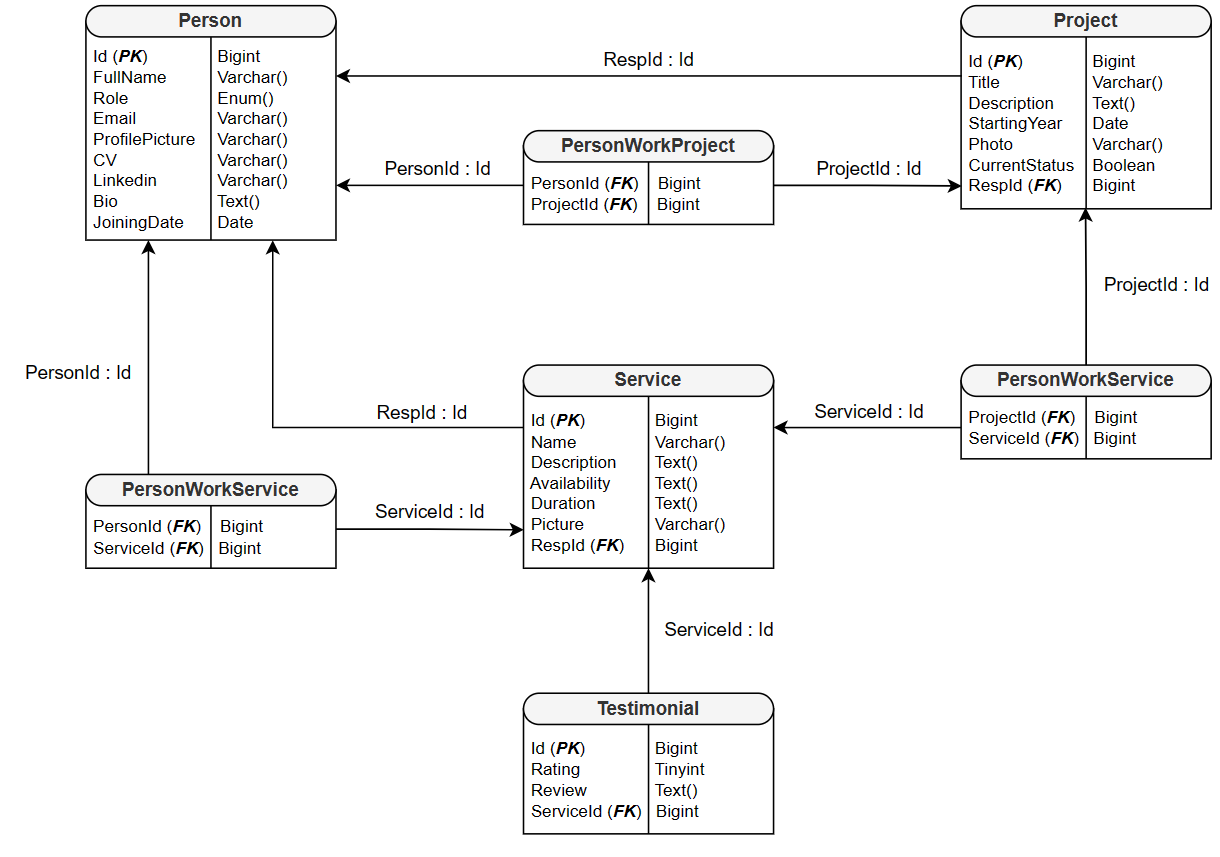 Person
Id (PK) Bigint
FullName Varchar()
Role Enum()
Email Varchar()
ProfilePicture Varchar()
CV Varchar()
Linkedin Varchar()
Bio Text()
JoiningDate Date
RespId : Id
Project
Id (PK) Bigint
Title Varchar()
Description Text()
StartingYear Date
Photo Varchar()
CurrentStatus Boolean
RespId (FK) Bigint
PersonId : Id
PersonWorkProject
PersonId (FK) Bigint
ProjectId (FK) Bigint
ProjectId : Id
ProjectId : Id
PersonId : Id
RespId : Id
Service
Id (PK) Bigint
Name Varchar()
Description Text()
Availability Text()
Duration Text()
Picture Varchar()
RespId (FK) Bigint
ServiceId : Id
PersonWorkService
ProjectId (FK) Bigint
ServiceId (FK) Bigint
PersonWorkService
PersonId (FK) Bigint
ServiceId (FK) Bigint
ServiceId : Id
ServiceId : Id
Testimonial
Id (PK) Bigint
Rating Tinyint
Review Text()
ServiceId (FK) Bigint